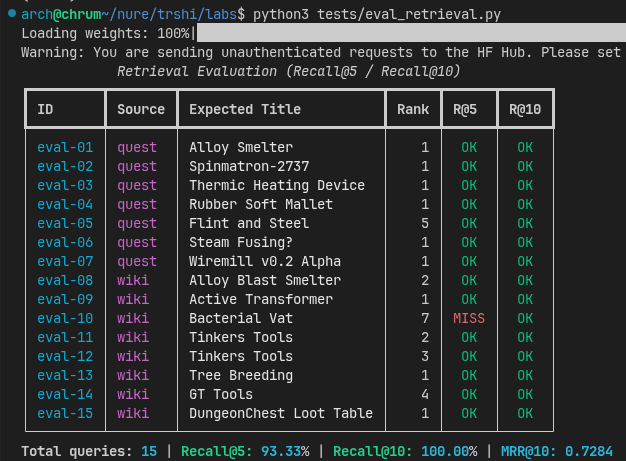 arch@chrum~/nure/trshi/labs$ python3 tests/eval_retrieval.py
Loading weights: 100%|
Warning: You are sending unauthenticated requests to the HF Hub. Please set
Retrieval Evaluation (Recall@5 / Recall@10)
ID Source Expected Title Rank R@5 R@10
eval-01 quest Alloy Smelter 1 OK OK
eval-02 quest Spinmatron-2737 1 OK OK
eval-03 quest Thermic Heating Device 1 OK OK
eval-04 quest Rubber Soft Mallet 1 OK OK
eval-05 quest Flint and Steel 5 OK OK
eval-06 quest Steam Fusing? 1 OK OK
eval-07 quest Wiremill v0.2 Alpha 1 OK OK
eval-08 wiki Alloy Blast Smelter 2 OK OK
eval-09 wiki Active Transformer 1 OK OK
eval-10 wiki Bacterial Vat 7 MISS OK
eval-11 wiki Tinkers Tools 2 OK OK
eval-12 wiki Tinkers Tools 3 OK OK
eval-13 wiki Tree Breeding 1 OK OK
eval-14 wiki GT Tools 4 OK OK
eval-15 wiki DungeonChest Loot Table 1 OK OK
Total queries: 15 | Recall@5: 93.33% | Recall@10: 100.00% | MRR@10: 0.7284